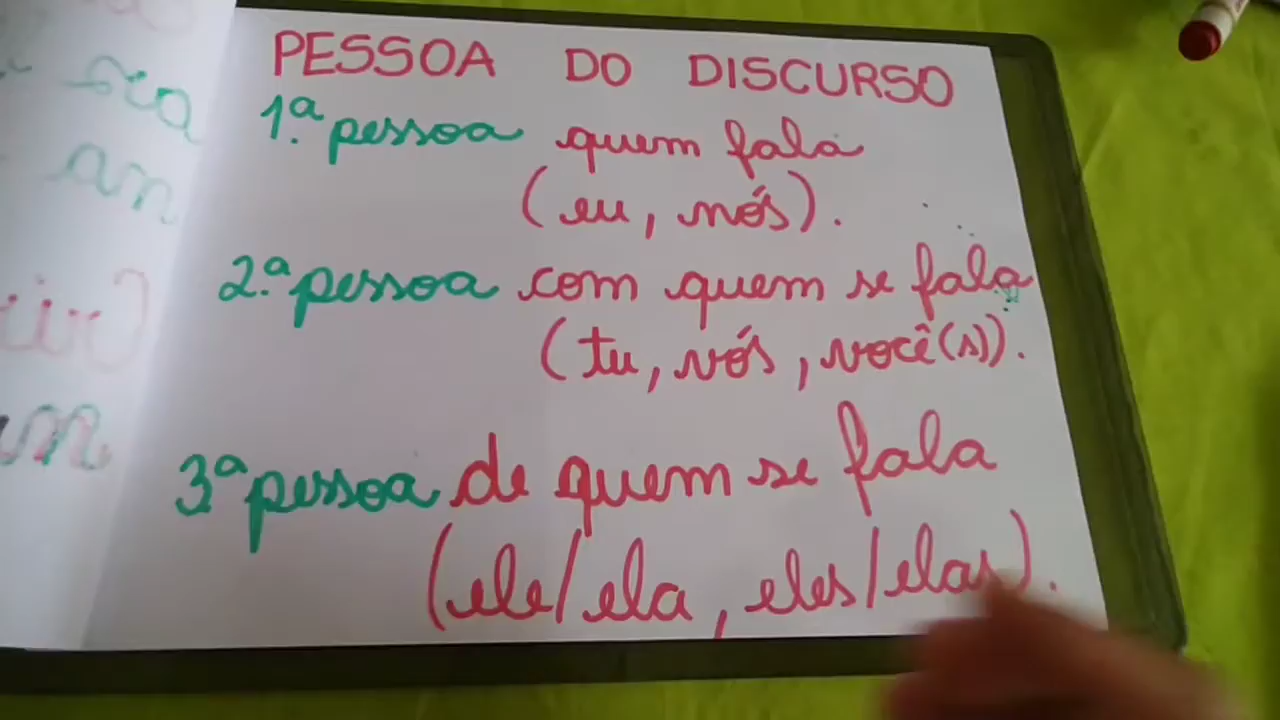 PESSOA DO DISCURSO
1.ª pessoa quem fala
(eu, nós).
2.ª pessoa com quem se fala
(tu, vós, você(s)).
3ª pessoa de quem se fala
(ele/ela, eles/elas).